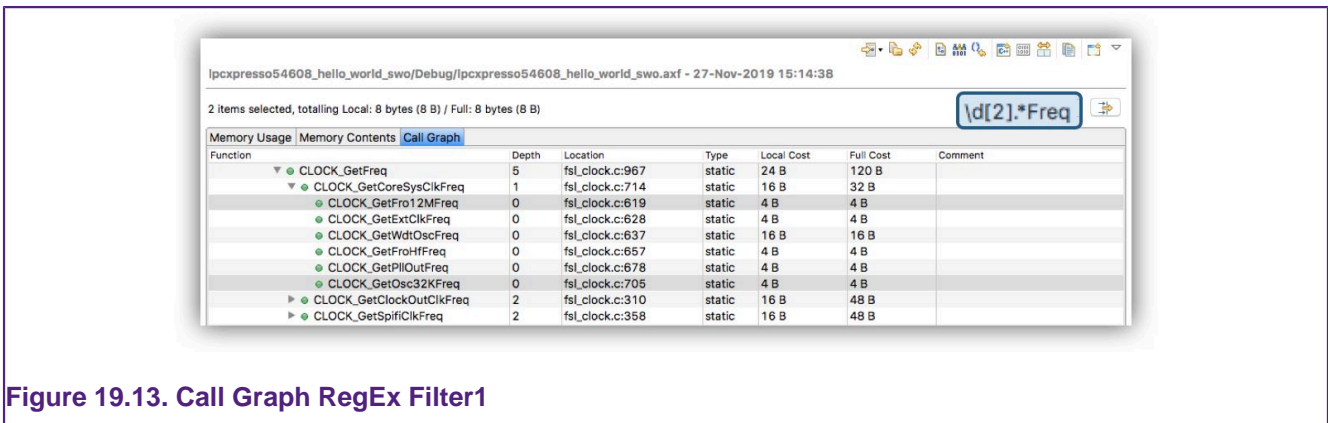 lpcxpresso54608_hello_world_swo/Debug/lpcxpresso54608_hello_world_swo.axf - 27-Nov-2019 15:14:38
2 items selected, totalling Local: 8 bytes (8 B) / Full: 8 bytes (8 B)
\d[2].*Freq
Memory Usage Memory Contents Call Graph
Function Depth Location Type Local Cost Full Cost Comment
CLOCK_GetFreq 5 fsl_clock.c:967 static 24 B 120 B
CLOCK_GetCoreSysClkFreq 1 fsl_clock.c:714 static 16 B 32 B
CLOCK_GetFro12MFreq 0 fsl_clock.c:619 static 4 B 4 B
CLOCK_GetExtClkFreq 0 fsl_clock.c:628 static 4 B 4 B
CLOCK_GetWdtOscFreq 0 fsl_clock.c:637 static 16 B 16 B
CLOCK_GetFroHfFreq 0 fsl_clock.c:657 static 4 B 4 B
CLOCK_GetPllOutFreq 0 fsl_clock.c:678 static 4 B 4 B
CLOCK_GetOsc32KFreq 0 fsl_clock.c:705 static 4 B 4 B
CLOCK_GetClockOutClkFreq 2 fsl_clock.c:310 static 16 B 48 B
CLOCK_GetSpifiClkFreq 2 fsl_clock.c:358 static 16 B 48 B
Figure 19.13. Call Graph RegEx Filter1